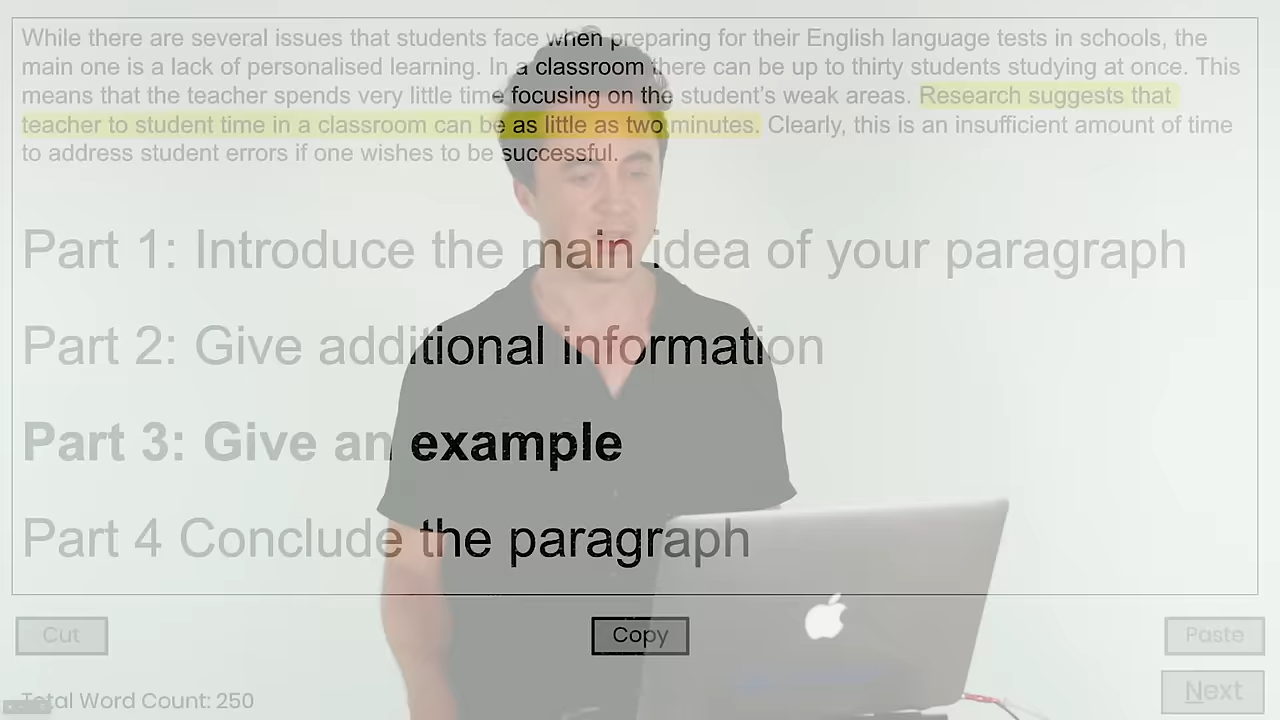 While there are several issues that students face when preparing for their English language tests in schools, the
main one is a lack of personalised learning. In a classroom there can be up to thirty students studying at once. This
means that the teacher spends very little time focusing on the student's weak areas. Research suggests that
teacher to student time in a classroom can be as little as two minutes. Clearly, this is an insufficient amount of time
to address student errors if one wishes to be successful.
Part 1: Introduce the main idea of your paragraph
Part 2: Give additional information
Part 3: Give an example
Part 4 Conclude the paragraph
Cut
Copy
Paste
Total Word Count: 250
Next